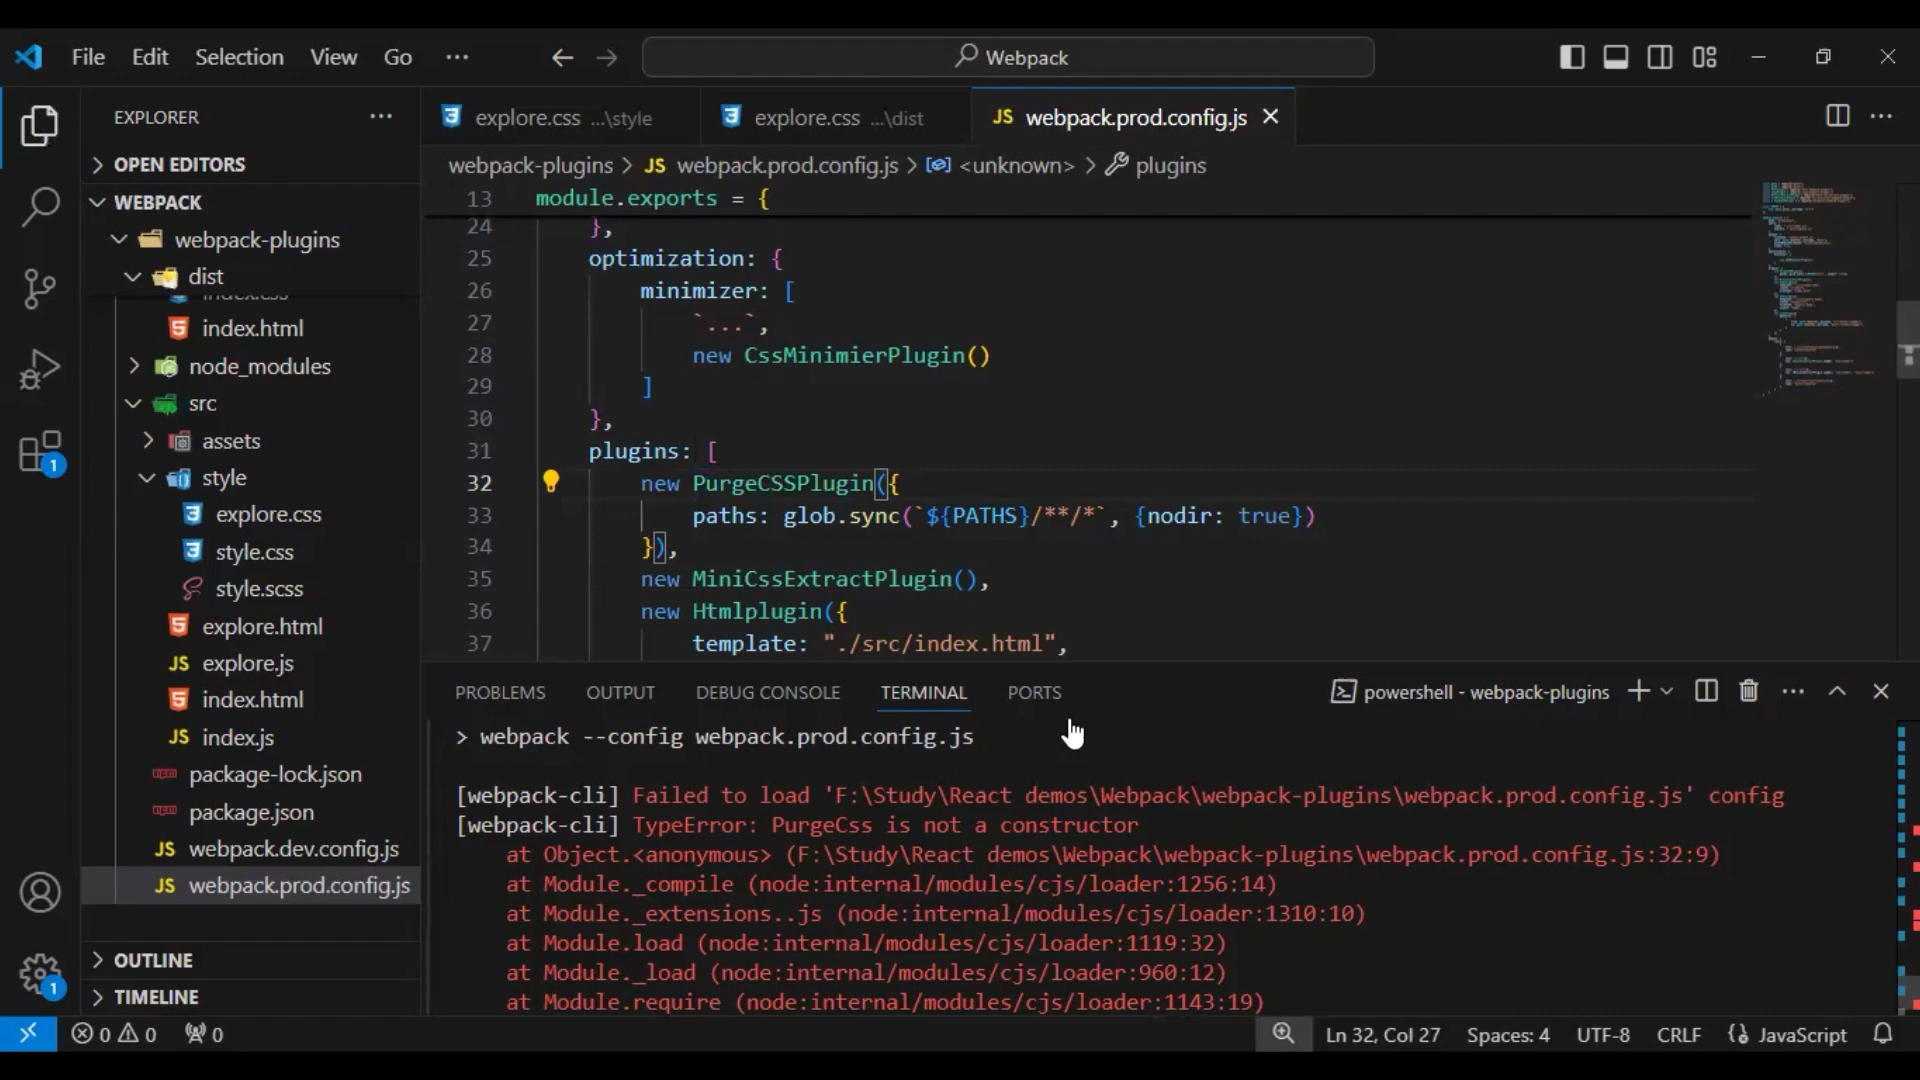 File Edit Selection View Go ···
Webpack
EXPLORER ···
OPEN EDITORS
WEBPACK
webpack-plugins
dist
index.css
index.html
node_modules
src
assets
style
explore.css
style.css
style.scss
explore.html
explore.js
index.html
index.js
package-lock.json
package.json
webpack.dev.config.js
webpack.prod.config.js
OUTLINE
TIMELINE
1
1
explore.css ...\style
explore.css ...\dist
JS webpack.prod.config.js
webpack-plugins > JS webpack.prod.config.js > <unknown> > plugins
13 module.exports = {
24 },
25 optimization: {
26 minimizer: [
27 `...`,
28 new CssMinimierPlugin()
29 ]
30 },
31 plugins: [
32 new PurgeCSSPlugin({
33 paths: glob.sync(`${PATHS}/**/*`, {nodir: true})
34 }),
35 new MiniCssExtractPlugin(),
36 new Htmlplugin({
37 template: "./src/index.html",
PROBLEMS OUTPUT DEBUG CONSOLE TERMINAL PORTS
powershell - webpack-plugins
> webpack --config webpack.prod.config.js
[webpack-cli] Failed to load 'F:\Study\React demos\Webpack\webpack-plugins\webpack.prod.config.js' config
[webpack-cli] TypeError: PurgeCss is not a constructor
at Object.<anonymous> (F:\Study\React demos\Webpack\webpack-plugins\webpack.prod.config.js:32:9)
at Module._compile (node:internal/modules/cjs/loader:1256:14)
at Module._extensions..js (node:internal/modules/cjs/loader:1310:10)
at Module.load (node:internal/modules/cjs/loader:1119:32)
at Module._load (node:internal/modules/cjs/loader:960:12)
at Module.require (node:internal/modules/cjs/loader:1143:19)
0 0 0
Ln 32, Col 27 Spaces: 4 UTF-8 CRLF JavaScript